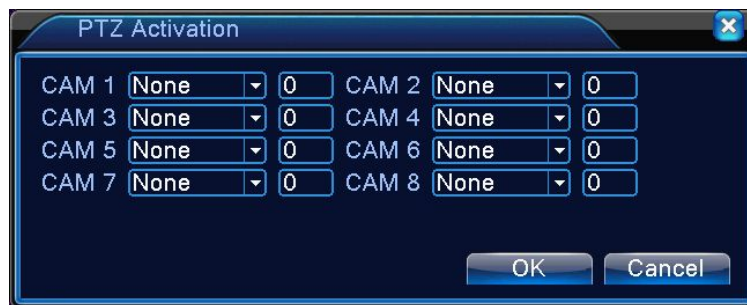 PTZ Activation
CAM 1 None 0 CAM 2 None 0
CAM 3 None 0 CAM 4 None 0
CAM 5 None 0 CAM 6 None 0
CAM 7 None 0 CAM 8 None 0
OK Cancel